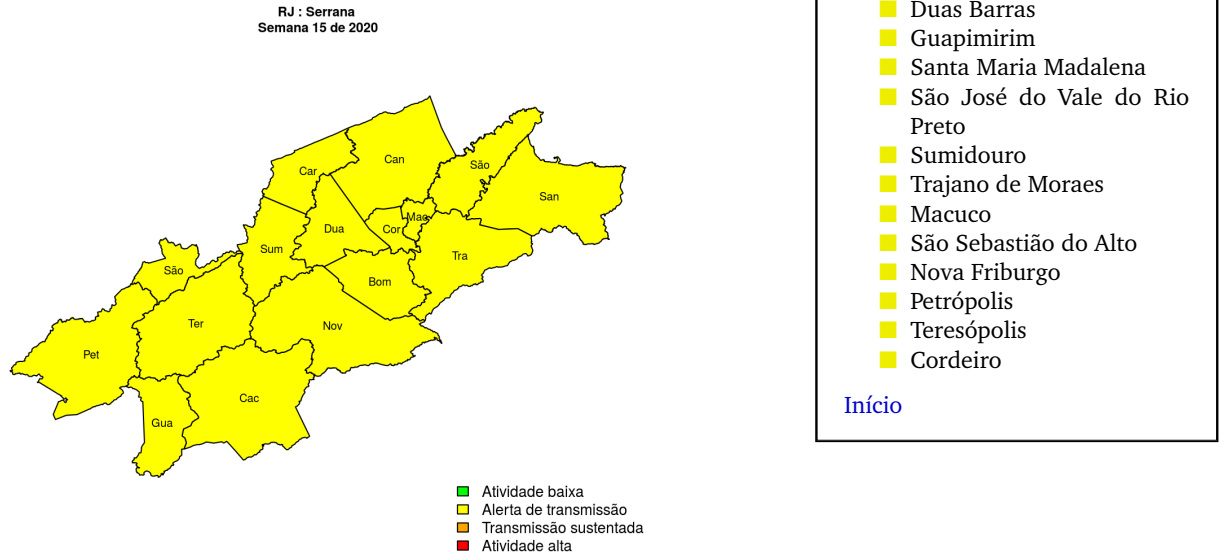 RJ : Serrana
Semana 15 de 2020
Can
São
Car
San
Mac
Dua
Cor
Sum
Tra
São
Bom
Ter
Nov
Pet
Cac
Gua
Atividade baixa
Alerta de transmissão
Transmissão sustentada
Atividade alta
Duas Barras
Guapimirim
Santa Maria Madalena
São José do Vale do Rio
Preto
Sumidouro
Trajano de Moraes
Macuco
São Sebastião do Alto
Nova Friburgo
Petrópolis
Teresópolis
Cordeiro
Início